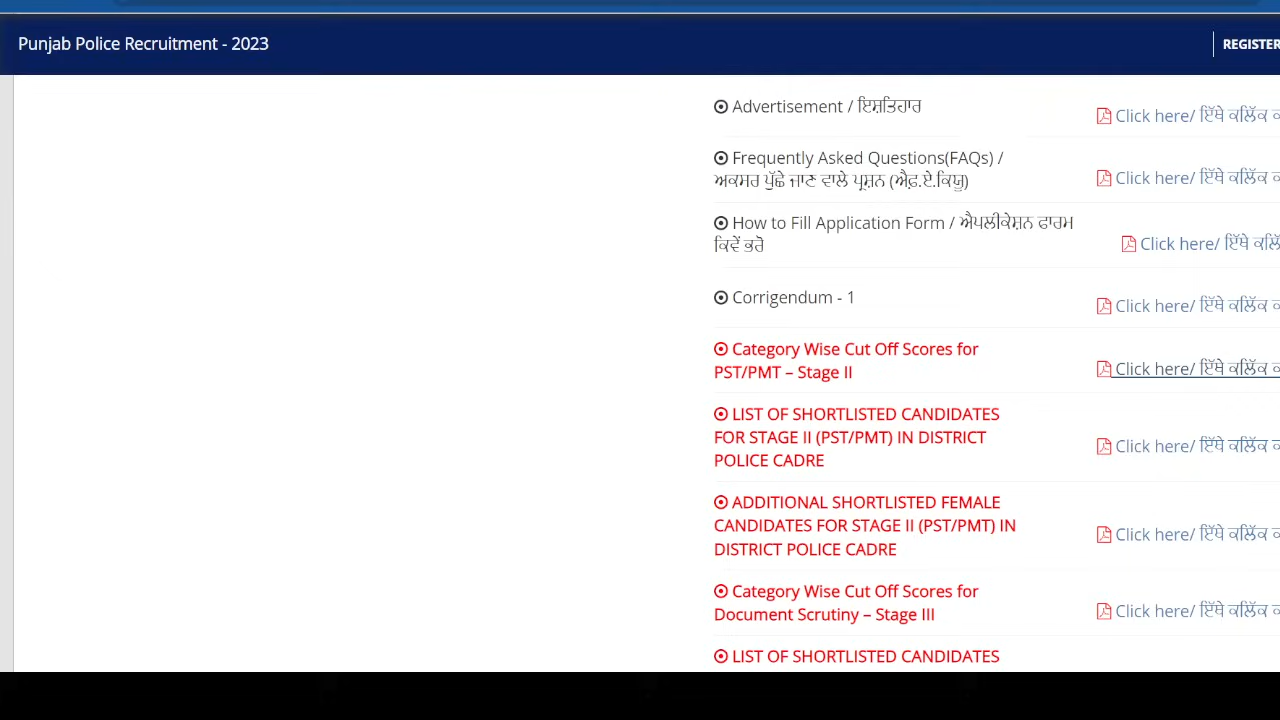 Punjab Police Recruitment - 2023
REGISTER
Advertisement / ਇਸ਼ਤਿਹਾਰ
Click here/ ਇੱਥੇ ਕਲਿੱਕ
Frequently Asked Questions(FAQs) /
ਅਕਸਰ ਪੁੱਛੇ ਜਾਣ ਵਾਲੇ ਪ੍ਰਸ਼ਨ (ਐਫ਼.ਏ.ਕਿਯੂ)
Click here/ ਇੱਥੇ ਕਲਿੱਕ
How to Fill Application Form / ਐਪਲੀਕੇਸ਼ਨ ਫਾਰਮ
ਕਿਵੇਂ ਭਰੋ
Click here/ ਇੱਥੇ
Corrigendum - 1
Click here/ ਇੱਥੇ ਕਲਿੱਕ
Category Wise Cut Off Scores for
PST/PMT – Stage II
Click here/ ਇੱਥੇ ਕਲਿੱਕ
LIST OF SHORTLISTED CANDIDATES
FOR STAGE II (PST/PMT) IN DISTRICT
POLICE CADRE
Click here/ ਇੱਥੇ ਕਲਿੱਕ
ADDITIONAL SHORTLISTED FEMALE
CANDIDATES FOR STAGE II (PST/PMT) IN
DISTRICT POLICE CADRE
Click here/ ਇੱਥੇ ਕਲਿੱਕ
Category Wise Cut Off Scores for
Document Scrutiny – Stage III
Click here/ ਇੱਥੇ ਕਲਿੱਕ
LIST OF SHORTLISTED CANDIDATES